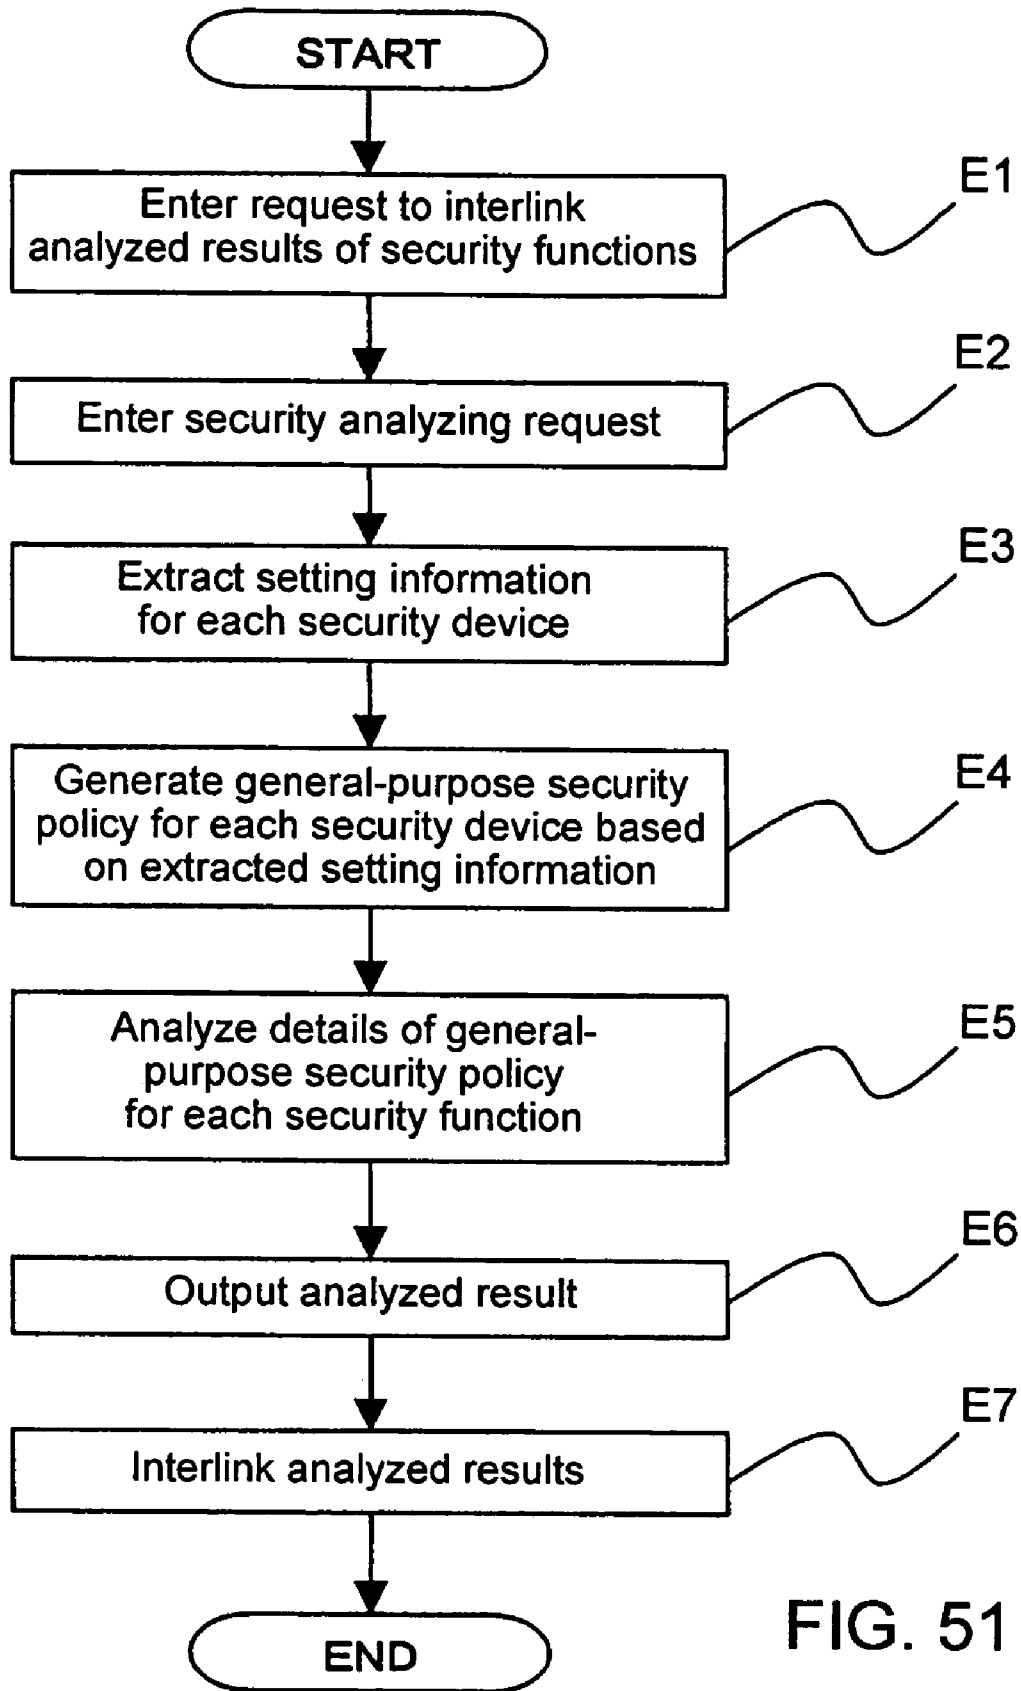 START
Enter request to interlink
analyzed results of security functions
E1
Enter security analyzing request
E2
Extract setting information
for each security device
E3
Generate general-purpose security
policy for each security device based
on extracted setting information
E4
Analyze details of general-
purpose security policy
for each security function
E5
Output analyzed result
E6
Interlink analyzed results
E7
END
FIG. 51